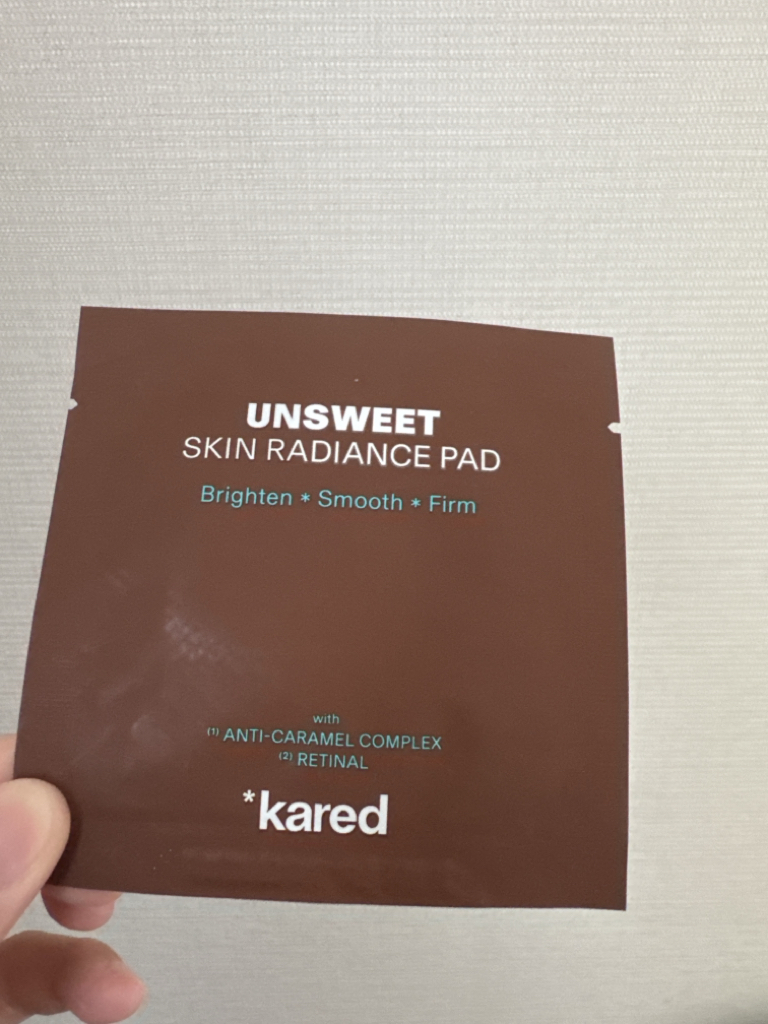 UNSWEET
SKIN RADIANCE PAD
Brighten * Smooth * Firm
with
(1) ANTI-CARAMEL COMPLEX
(2) RETINAL
*kared